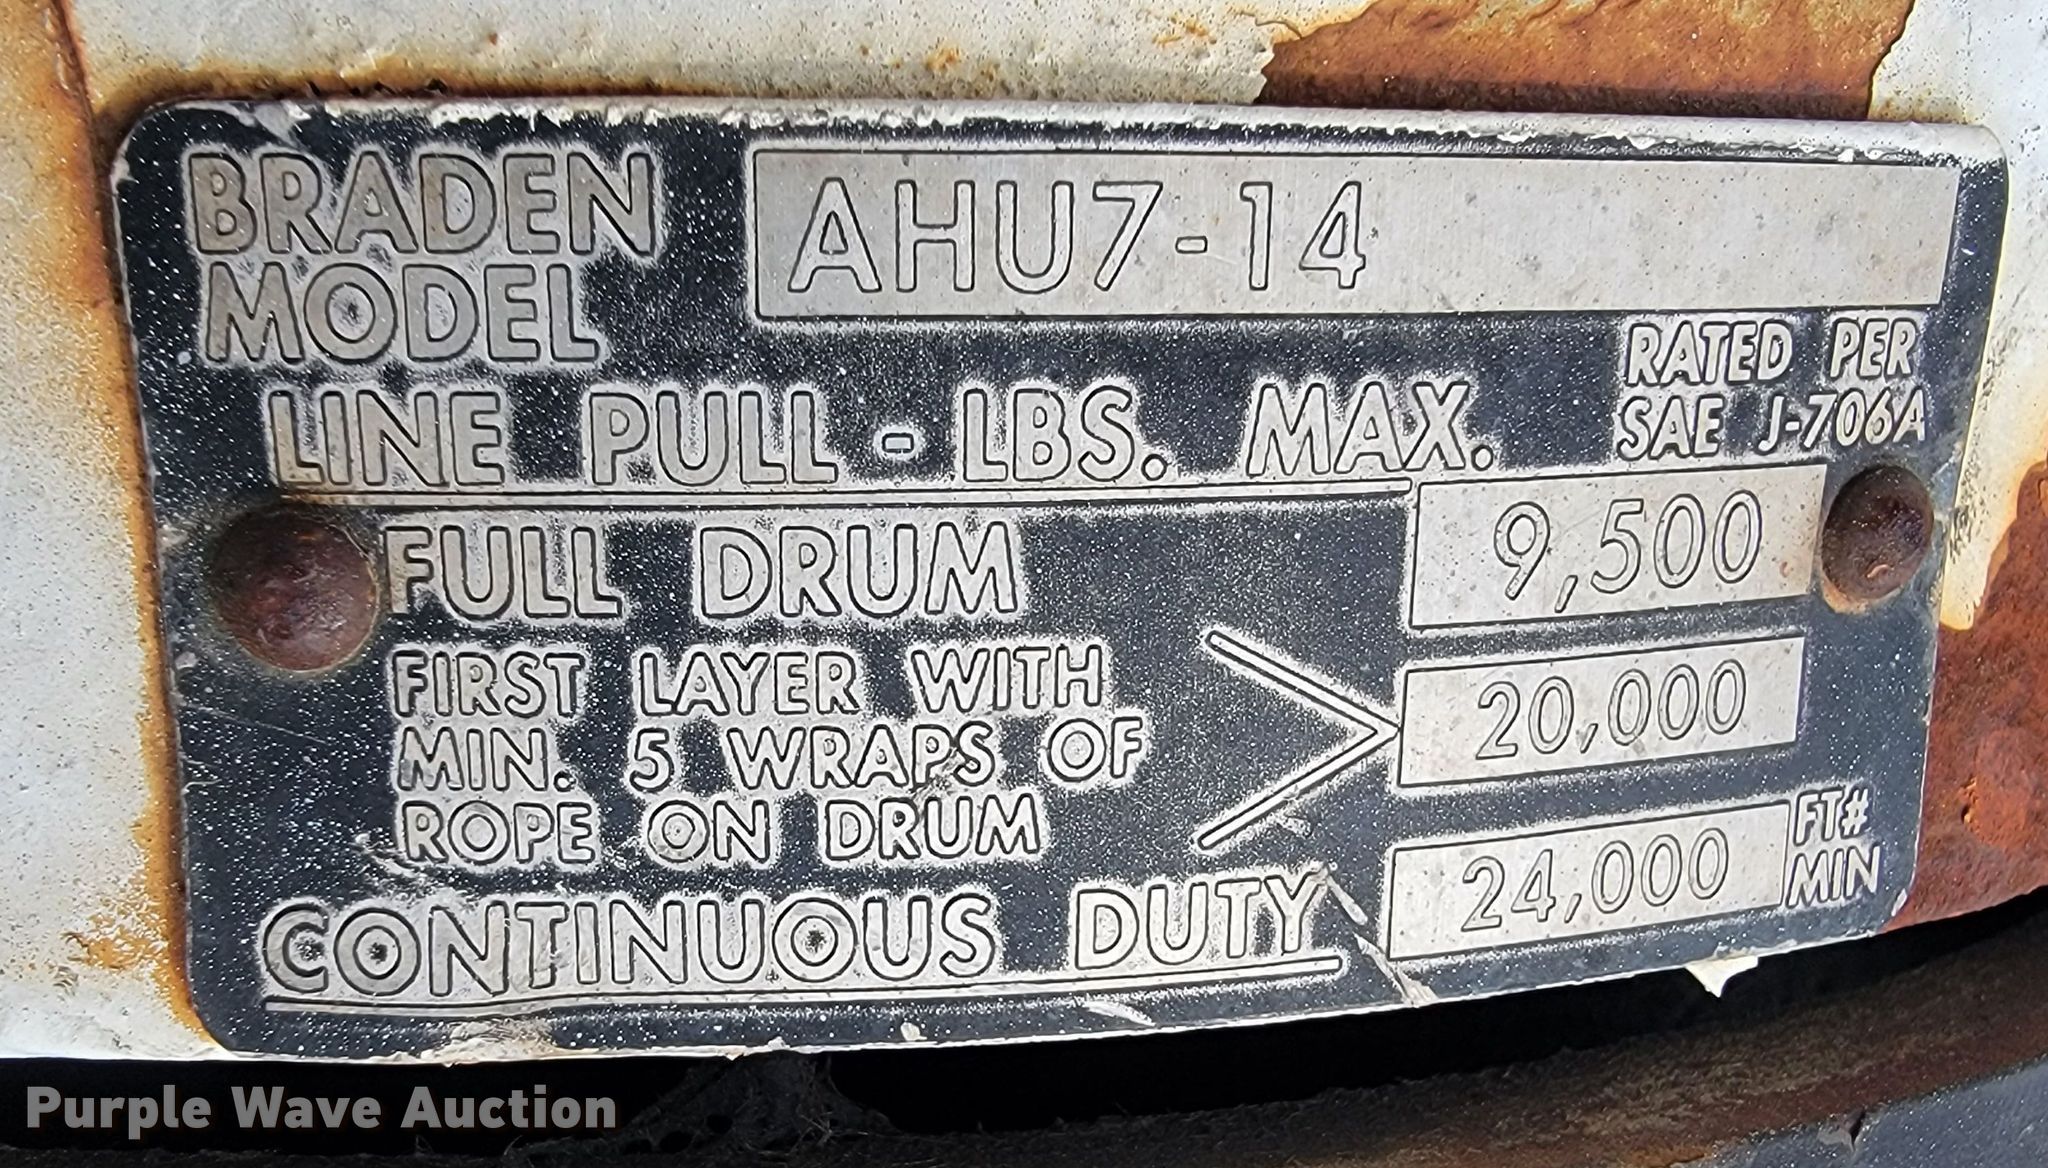 BRADEN MODEL AHU7-14
RATED PER
SAE J-706A
LINE PULL - LBS. MAX.
FULL DRUM 9,500
FIRST LAYER WITH
MIN. 5 WRAPS OF
ROPE ON DRUM
20,000
CONTINUOUS DUTY 24,000 FT# MIN
Purple Wave Auction